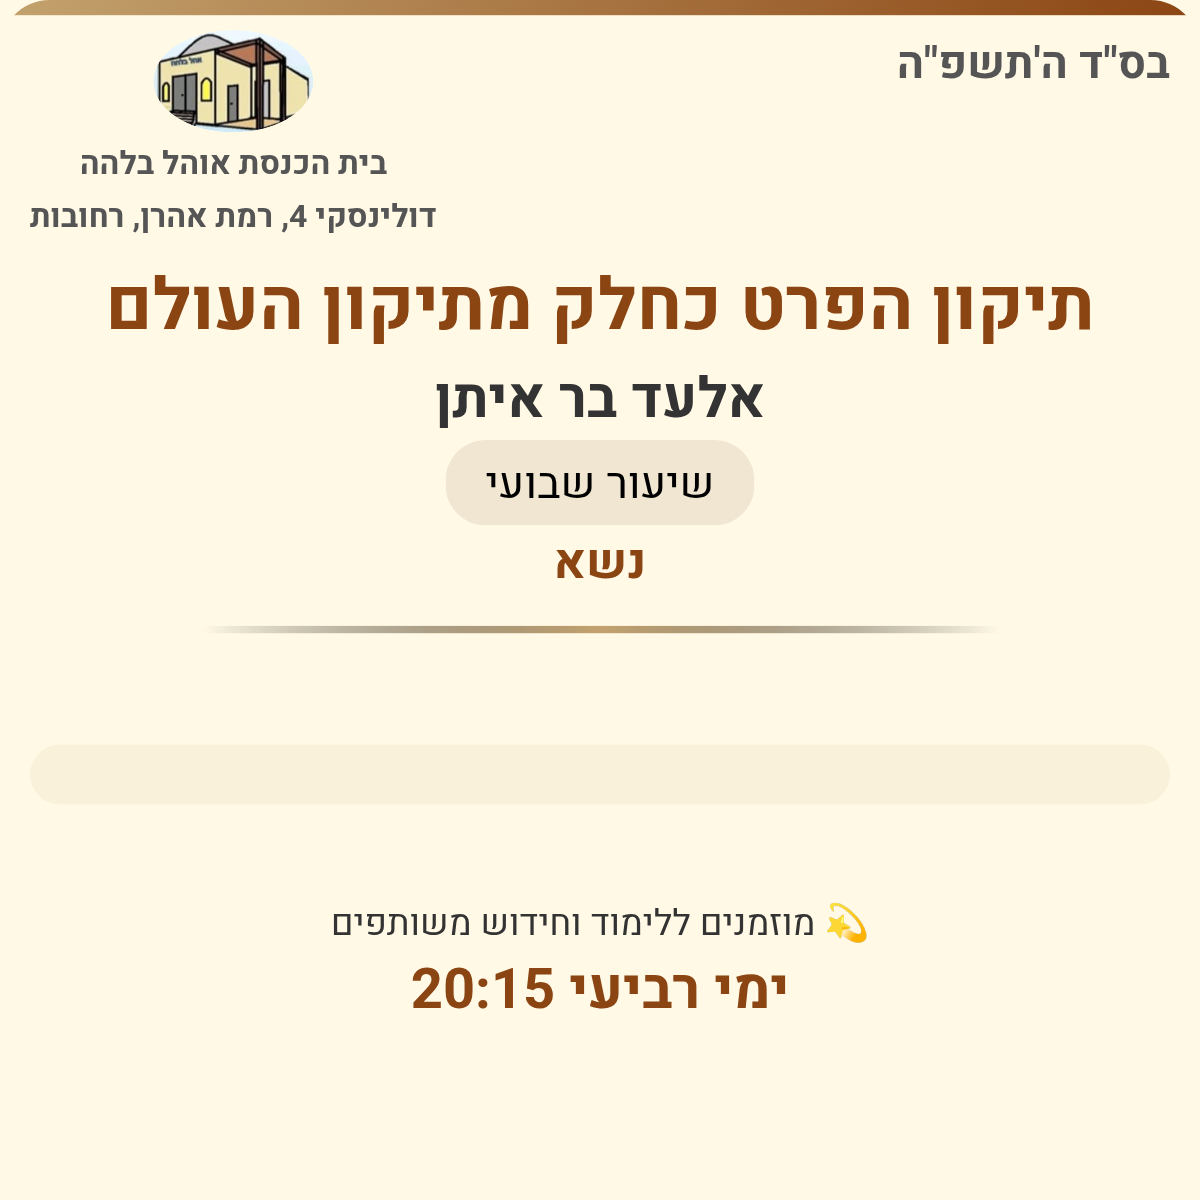 בס"ד ה'תשפ"ה
אוהל בלהה
בית הכנסת אוהל בלהה
דולינסקי 4, רמת אהרן, רחובות
תיקון הפרט כחלק מתיקון העולם
אלעד בר איתן
שיעור שבועי
נשא
💫 מוזמנים ללימוד וחידוש משותפים
ימי רביעי 20:15